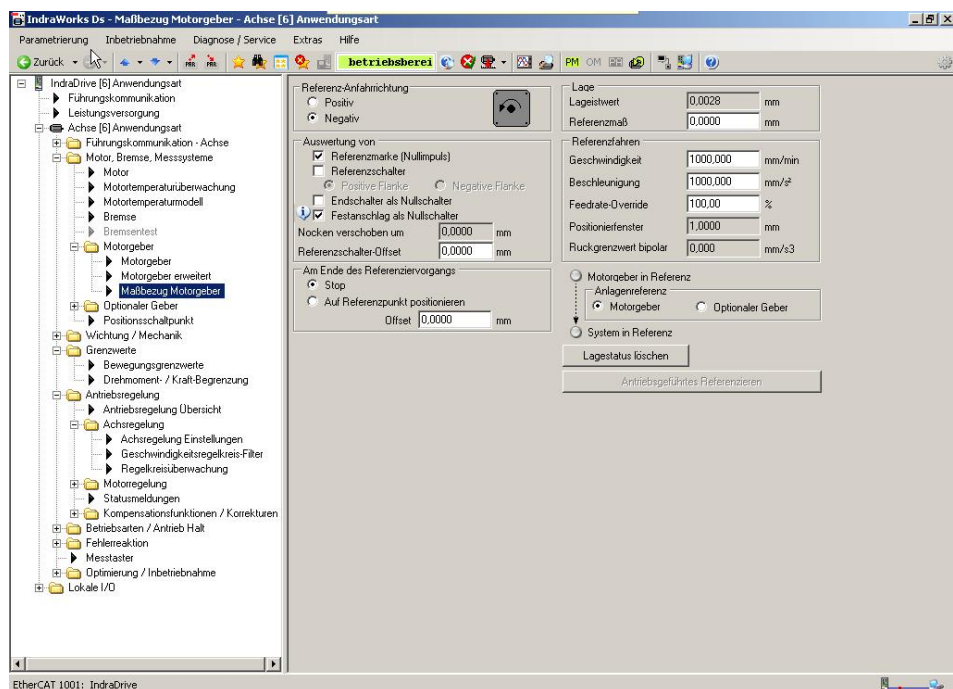 IndraWorks Ds - Maßbezug Motorgeber - Achse [6] Anwendungsart
Parametrierung Inbetriebnahme Diagnose / Service Extras Hilfe
Zurück betriebsberei PM OM
IndraDrive [6] Anwendungsart
Führungskommunikation
Leistungsversorgung
Achse [6] Anwendungsart
Führungskommunikation - Achse
Motor, Bremse, Messsysteme
Motor
Motortemperaturüberwachung
Motortemperaturmodell
Bremse
Bremsentest
Motorgeber
Motorgeber
Motorgeber erweitert
Maßbezug Motorgeber
Optionaler Geber
Positionsschaltpunkt
Wichtung / Mechanik
Grenzwerte
Bewegungsgrenzwerte
Drehmoment- / Kraft-Begrenzung
Antriebsregelung
Antriebsregelung Übersicht
Achsregelung
Achsregelung Einstellungen
Geschwindigkeitsregelkreis-Filter
Regelkreisüberwachung
Motorregelung
Statusmeldungen
Kompensationsfunktionen / Korrekturen
Betriebsarten / Antrieb Halt
Fehlerreaktion
Messtaster
Optimierung / Inbetriebnahme
Lokale I/O
Referenz-Anfahrrichtung
Positiv
Negativ
Auswertung von
Referenzmarke (Nullimpuls)
Referenzschalter
Positive Flanke Negative Flanke
Endschalter als Nullschalter
Festanschlag als Nullschalter
Nocken verschoben um 0,0000 mm
Referenzschalter-Offset 0,0000 mm
Am Ende des Referenziervorgangs
Stop
Auf Referenzpunkt positionieren
Offset 0,0000 mm
Lage
Lageistwert 0,0028 mm
Referenzmaß 0,0000 mm
Referenzfahren
Geschwindigkeit 1000,000 mm/min
Beschleunigung 1000,000 mm/s²
Feedrate-Override 100,00 %
Positionierfenster 1,0000 mm
Ruckgrenzwert bipolar 0,000 mm/s3
Motorgeber in Referenz
Anlagenreferenz
Motorgeber Optionaler Geber
System in Referenz
Lagestatus löschen
Antriebsgeführtes Referenzieren
EtherCAT 1001: IndraDrive